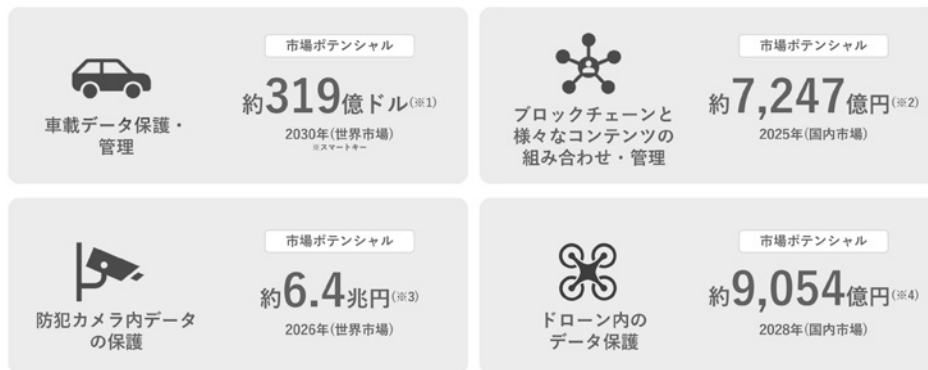 市場ポテンシャル
約319億ドル(※1)
2030年(世界市場)
※スマートキー
車載データ保護・
管理
市場ポテンシャル
約7,247億円(※2)
2025年(国内市場)
ブロックチェーンと
様々なコンテンツの
組み合わせ・管理
市場ポテンシャル
約6.4兆円(※3)
2026年(世界市場)
防犯カメラ内データ
の保護
市場ポテンシャル
約9,054億円(※4)
2028年(国内市場)
ドローン内の
データ保護